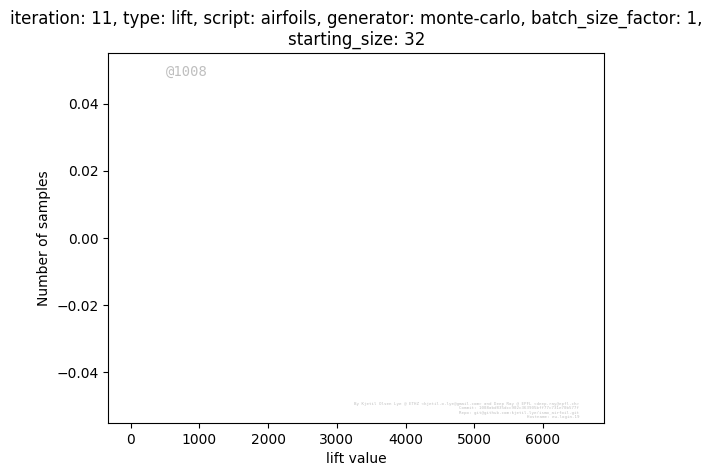 iteration: 11, type: lift, script: airfoils, generator: monte-carlo, batch_size_factor: 1,
starting_size: 32
@1008
0.04
0.02
0.00
−0.02
−0.04
Number of samples
0 1000 2000 3000 4000 5000 6000
lift value